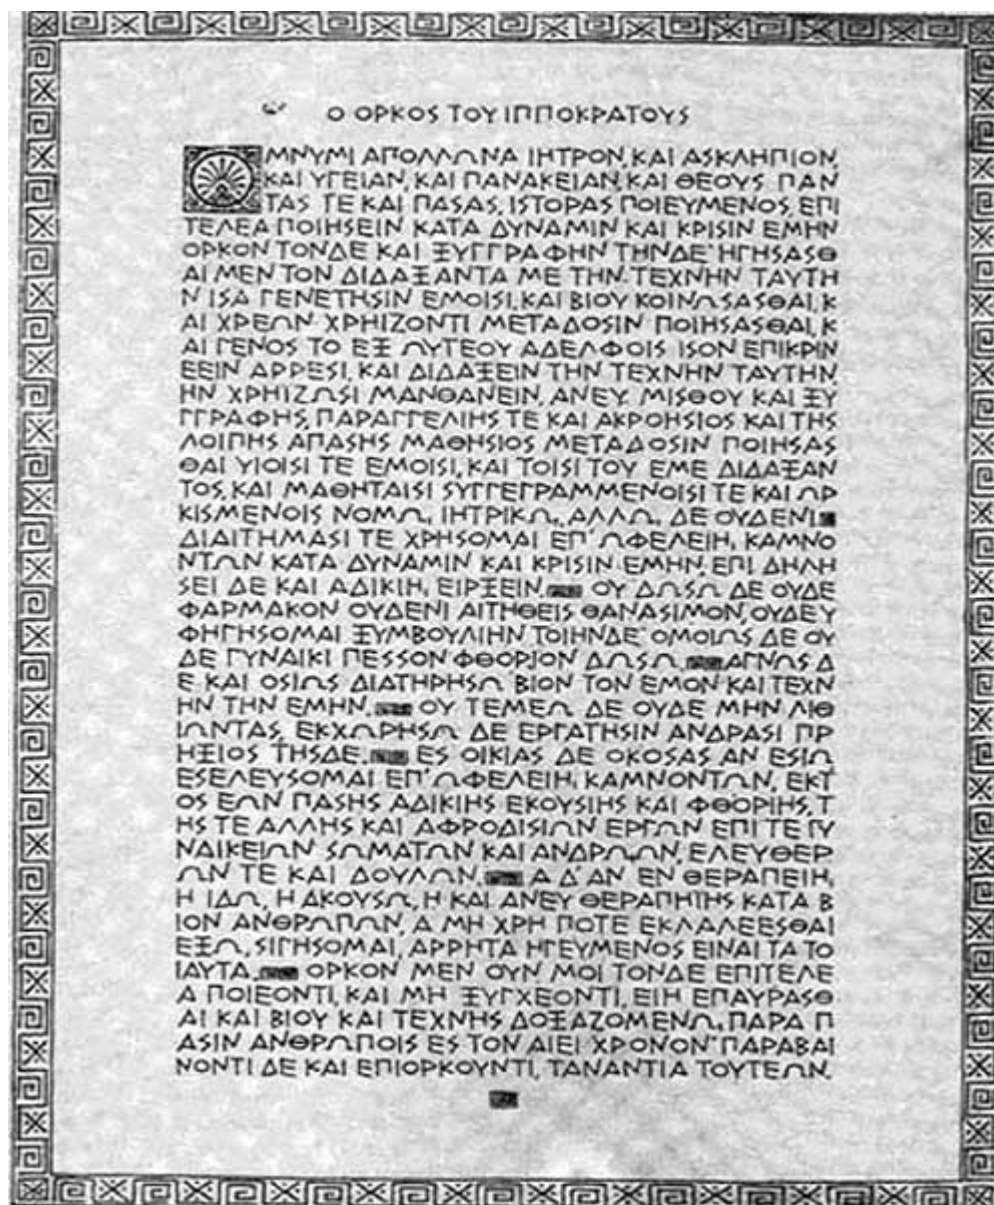 Ο ΟΡΚΟΣ ΤΟΥ ΙΠΠΟΚΡΑΤΟΥΣ
ΩΜΝΥΜΙ ΑΠΟΛΛΩΝΑ ΙΗΤΡΟΝ, ΚΑΙ ΑΣΚΛΗΠΙΟΝ,
ΚΑΙ ΥΓΕΙΑΝ, ΚΑΙ ΠΑΝΑΚΕΙΑΝ, ΚΑΙ ΘΕΟΥΣ ΠΑΝ
ΤΑΣ ΤΕ ΚΑΙ ΠΑΣΑΣ, ΙΣΤΟΡΑΣ ΠΟΙΕΥΜΕΝΟΣ, ΕΠΙ
ΤΕΛΕΑ ΠΟΙΗΣΕΙΝ ΚΑΤΑ ΔΥΝΑΜΙΝ ΚΑΙ ΚΡΙΣΙΝ ΕΜΗΝ
ΟΡΚΟΝ ΤΟΝΔΕ ΚΑΙ ΞΥΓΓΡΑΦΗΝ ΤΗΝΔΕ· ΗΓΗΣΑΣΘ
ΑΙ ΜΕΝ ΤΟΝ ΔΙΔΑΞΑΝΤΑ ΜΕ ΤΗΝ ΤΕΧΝΗΝ ΤΑΥΤΗ
Ν ΙΣΑ ΓΕΝΕΤΗΣΙΝ ΕΜΟΙΣΙ, ΚΑΙ ΒΙΟΥ ΚΟΙΝΩΣΑΣΘΑΙ, Κ
ΑΙ ΧΡΕΩΝ ΧΡΗΙΖΟΝΤΙ ΜΕΤΑΔΟΣΙΝ ΠΟΙΗΣΑΣΘΑΙ, Κ
ΑΙ ΓΕΝΟΣ ΤΟ ΕΞ ΩΥΤΕΟΥ ΑΔΕΛΦΟΙΣ ΙΣΟΝ ΕΠΙΚΡΙΝ
ΕΕΙΝ ΑΡΡΕΣΙ, ΚΑΙ ΔΙΔΑΞΕΙΝ ΤΗΝ ΤΕΧΝΗΝ ΤΑΥΤΗΝ,
ΗΝ ΧΡΗΙΖΩΣΙ ΜΑΝΘΑΝΕΙΝ, ΑΝΕΥ ΜΙΣΘΟΥ ΚΑΙ ΞΥ
ΓΓΡΑΦΗΣ, ΠΑΡΑΓΓΕΛΙΗΣ ΤΕ ΚΑΙ ΑΚΡΟΗΣΙΟΣ ΚΑΙ ΤΗΣ
ΛΟΙΠΗΣ ΑΠΑΣΗΣ ΜΑΘΗΣΙΟΣ ΜΕΤΑΔΟΣΙΝ ΠΟΙΗΣΑΣ
ΘΑΙ ΥΙΟΙΣΙ ΤΕ ΕΜΟΙΣΙ, ΚΑΙ ΤΟΙΣΙ ΤΟΥ ΕΜΕ ΔΙΔΑΞΑΝ
ΤΟΣ, ΚΑΙ ΜΑΘΗΤΑΙΣΙ ΣΥΓΓΕΓΡΑΜΜΕΝΟΙΣΙ ΤΕ ΚΑΙ ΩΡ
ΚΙΣΜΕΝΟΙΣ ΝΟΜΩ, ΙΗΤΡΙΚΩ, ΑΛΛΩ, ΔΕ ΟΥΔΕΝΙ
ΔΙΑΙΤΗΜΑΣΙ ΤΕ ΧΡΗΣΟΜΑΙ ΕΠ᾽ ΩΦΕΛΕΙΗ, ΚΑΜΝΟ
ΝΤΩΝ ΚΑΤΑ ΔΥΝΑΜΙΝ ΚΑΙ ΚΡΙΣΙΝ ΕΜΗΝ, ΕΠΙ ΔΗΛΗ
ΣΕΙ ΔΕ ΚΑΙ ΑΔΙΚΙΗ, ΕΙΡΞΕΙΝ. ΟΥ ΔΩΣΩ ΔΕ ΟΥΔΕ
ΦΑΡΜΑΚΟΝ ΟΥΔΕΝΙ ΑΙΤΗΘΕΙΣ ΘΑΝΑΣΙΜΟΝ, ΟΥΔΕ Υ
ΦΗΓΗΣΟΜΑΙ ΞΥΜΒΟΥΛΙΗΝ ΤΟΙΗΝΔΕ· ΟΜΟΙΩΣ ΔΕ ΟΥ
ΔΕ ΓΥΝΑΙΚΙ ΠΕΣΣΟΝ ΦΘΟΡΙΟΝ ΔΩΣΩ. ΑΓΝΩΣ Δ
Ε ΚΑΙ ΟΣΙΩΣ ΔΙΑΤΗΡΗΣΩ ΒΙΟΝ ΤΟΝ ΕΜΟΝ ΚΑΙ ΤΕΧΝ
ΗΝ ΤΗΝ ΕΜΗΝ. ΟΥ ΤΕΜΕΩ ΔΕ ΟΥΔΕ ΜΗΝ ΛΙΘ
ΙΩΝΤΑΣ, ΕΚΧΩΡΗΣΩ ΔΕ ΕΡΓΑΤΗΣΙΝ ΑΝΔΡΑΣΙ ΠΡ
ΗΞΙΟΣ ΤΗΣΔΕ. ΕΣ ΟΙΚΙΑΣ ΔΕ ΟΚΟΣΑΣ ΑΝ ΕΣΙΩ
ΕΣΕΛΕΥΣΟΜΑΙ ΕΠ᾽ ΩΦΕΛΕΙΗ, ΚΑΜΝΟΝΤΩΝ, ΕΚΤ
ΟΣ ΕΩΝ ΠΑΣΗΣ ΑΔΙΚΙΗΣ ΕΚΟΥΣΙΗΣ ΚΑΙ ΦΘΟΡΙΗΣ, Τ
ΗΣ ΤΕ ΑΛΛΗΣ ΚΑΙ ΑΦΡΟΔΙΣΙΩΝ ΕΡΓΩΝ ΕΠΙ ΤΕ ΓΥ
ΝΑΙΚΕΙΩΝ ΣΩΜΑΤΩΝ ΚΑΙ ΑΝΔΡΩ,ΩΝ, ΕΛΕΥΘΕΡ
ΩΝ ΤΕ ΚΑΙ ΔΟΥΛΩΝ. Α Δ᾽ ΑΝ ΕΝ ΘΕΡΑΠΕΙΗ,
Η ΙΔΩ, Η ΑΚΟΥΣΩ, Η ΚΑΙ ΑΝΕΥ ΘΕΡΑΠΗΙΗΣ ΚΑΤΑ Β
ΙΟΝ ΑΝΘΡΩΠΩΝ, Α ΜΗ ΧΡΗ ΠΟΤΕ ΕΚΛΑΛΕΕΣΘΑΙ
ΕΞΩ, ΣΙΓΗΣΟΜΑΙ, ΑΡΡΗΤΑ ΗΓΕΥΜΕΝΟΣ ΕΙΝΑΙ ΤΑ ΤΟ
ΙΑΥΤΑ. ΟΡΚΟΝ ΜΕΝ ΟΥΝ ΜΟΙ ΤΟΝΔΕ ΕΠΙΤΕΛΕ
Α ΠΟΙΕΟΝΤΙ, ΚΑΙ ΜΗ ΞΥΓΧΕΟΝΤΙ, ΕΙΗ ΕΠΑΥΡΑΣΘ
ΑΙ ΚΑΙ ΒΙΟΥ ΚΑΙ ΤΕΧΝΗΣ ΔΟΞΑΖΟΜΕΝΩ, ΠΑΡΑ Π
ΑΣΙΝ ΑΝΘΡΩΠΟΙΣ ΕΣ ΤΟΝ ΑΙΕΙ ΧΡΟΝΟΝ· ΠΑΡΑΒΑΙ
ΝΟΝΤΙ ΔΕ ΚΑΙ ΕΠΙΟΡΚΟΥΝΤΙ, ΤΑΝΑΝΤΙΑ ΤΟΥΤΕΩΝ.